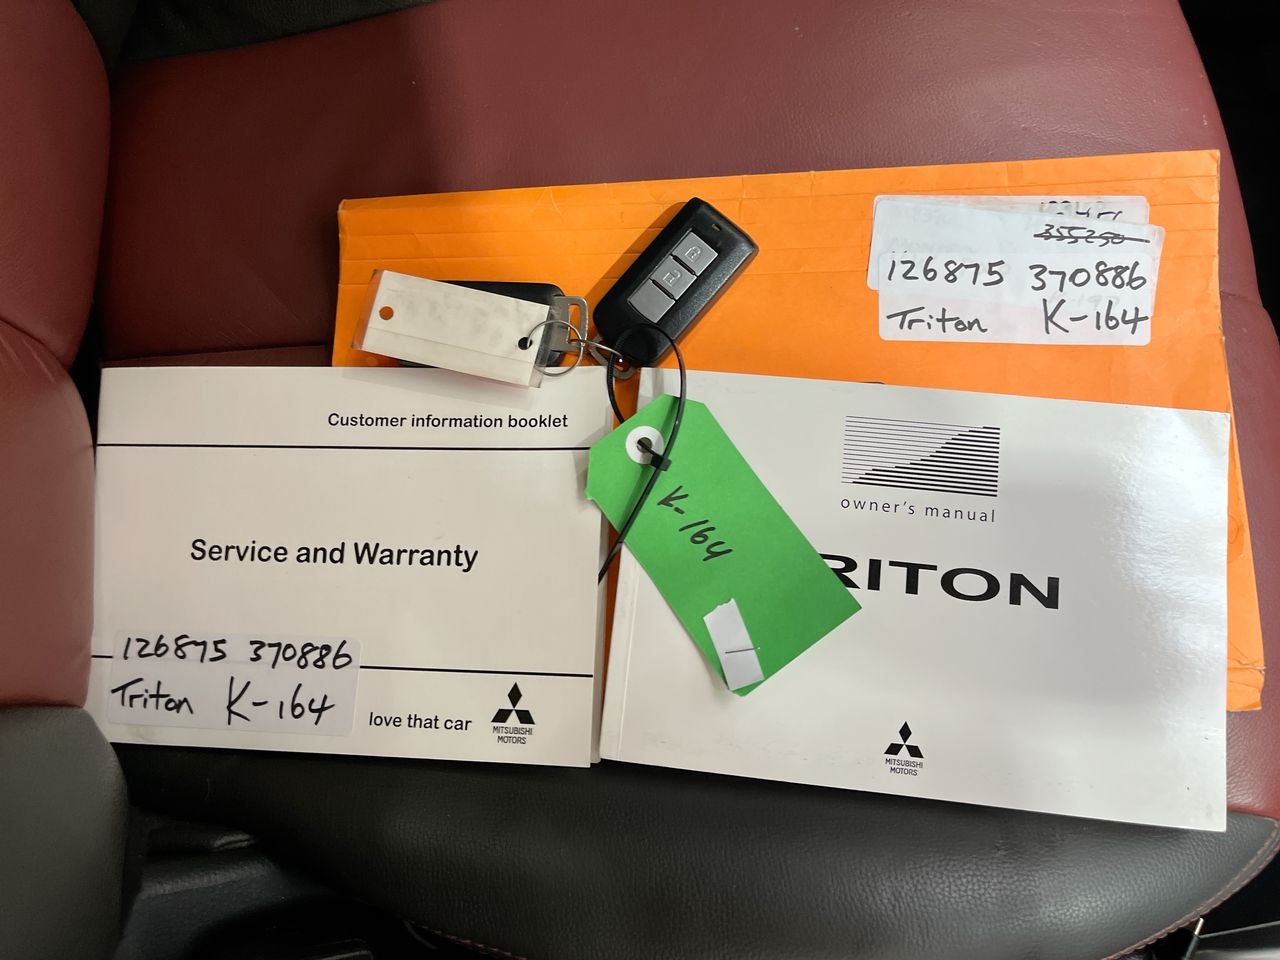 355250
126875 370886
Triton K-164
Customer information booklet
Service and Warranty
126875 370886
Triton K-164
love that car
MITSUBISHI
MOTORS
K-164
owner's manual
RITON
MITSUBISHI
MOTORS